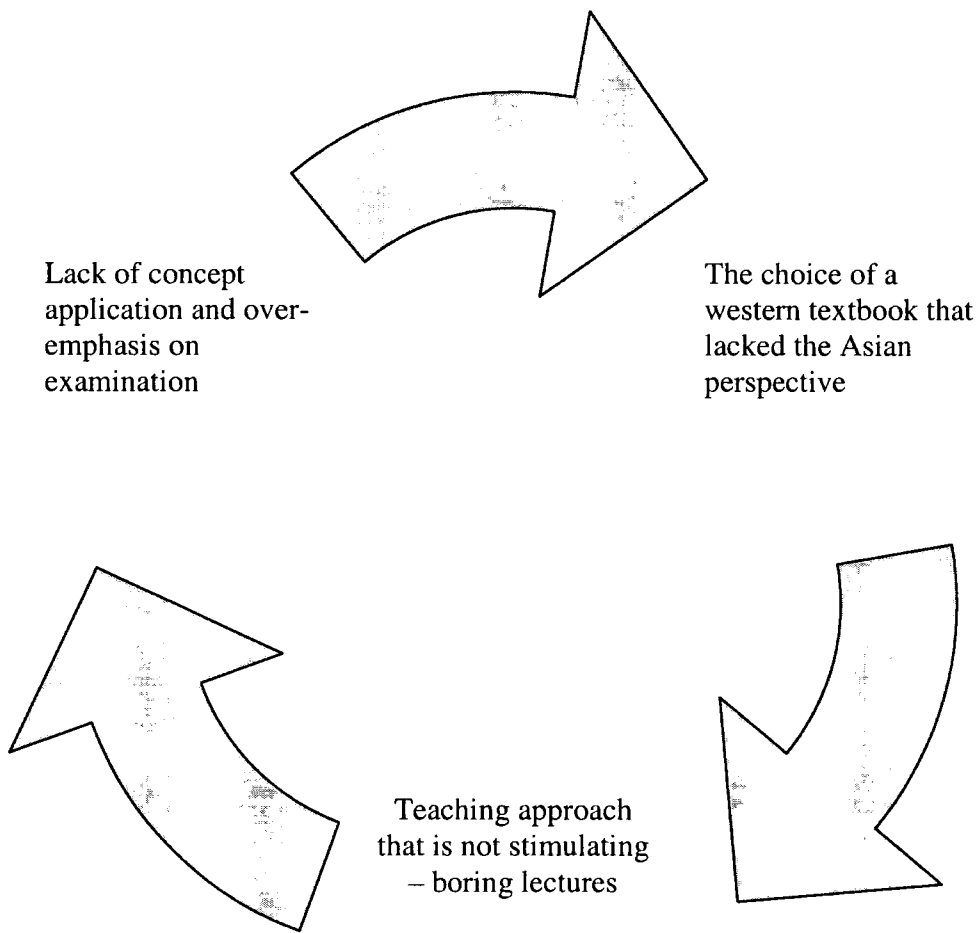 Lack of concept
application and over-
emphasis on
examination
The choice of a
western textbook that
lacked the Asian
perspective
Teaching approach
that is not stimulating
– boring lectures